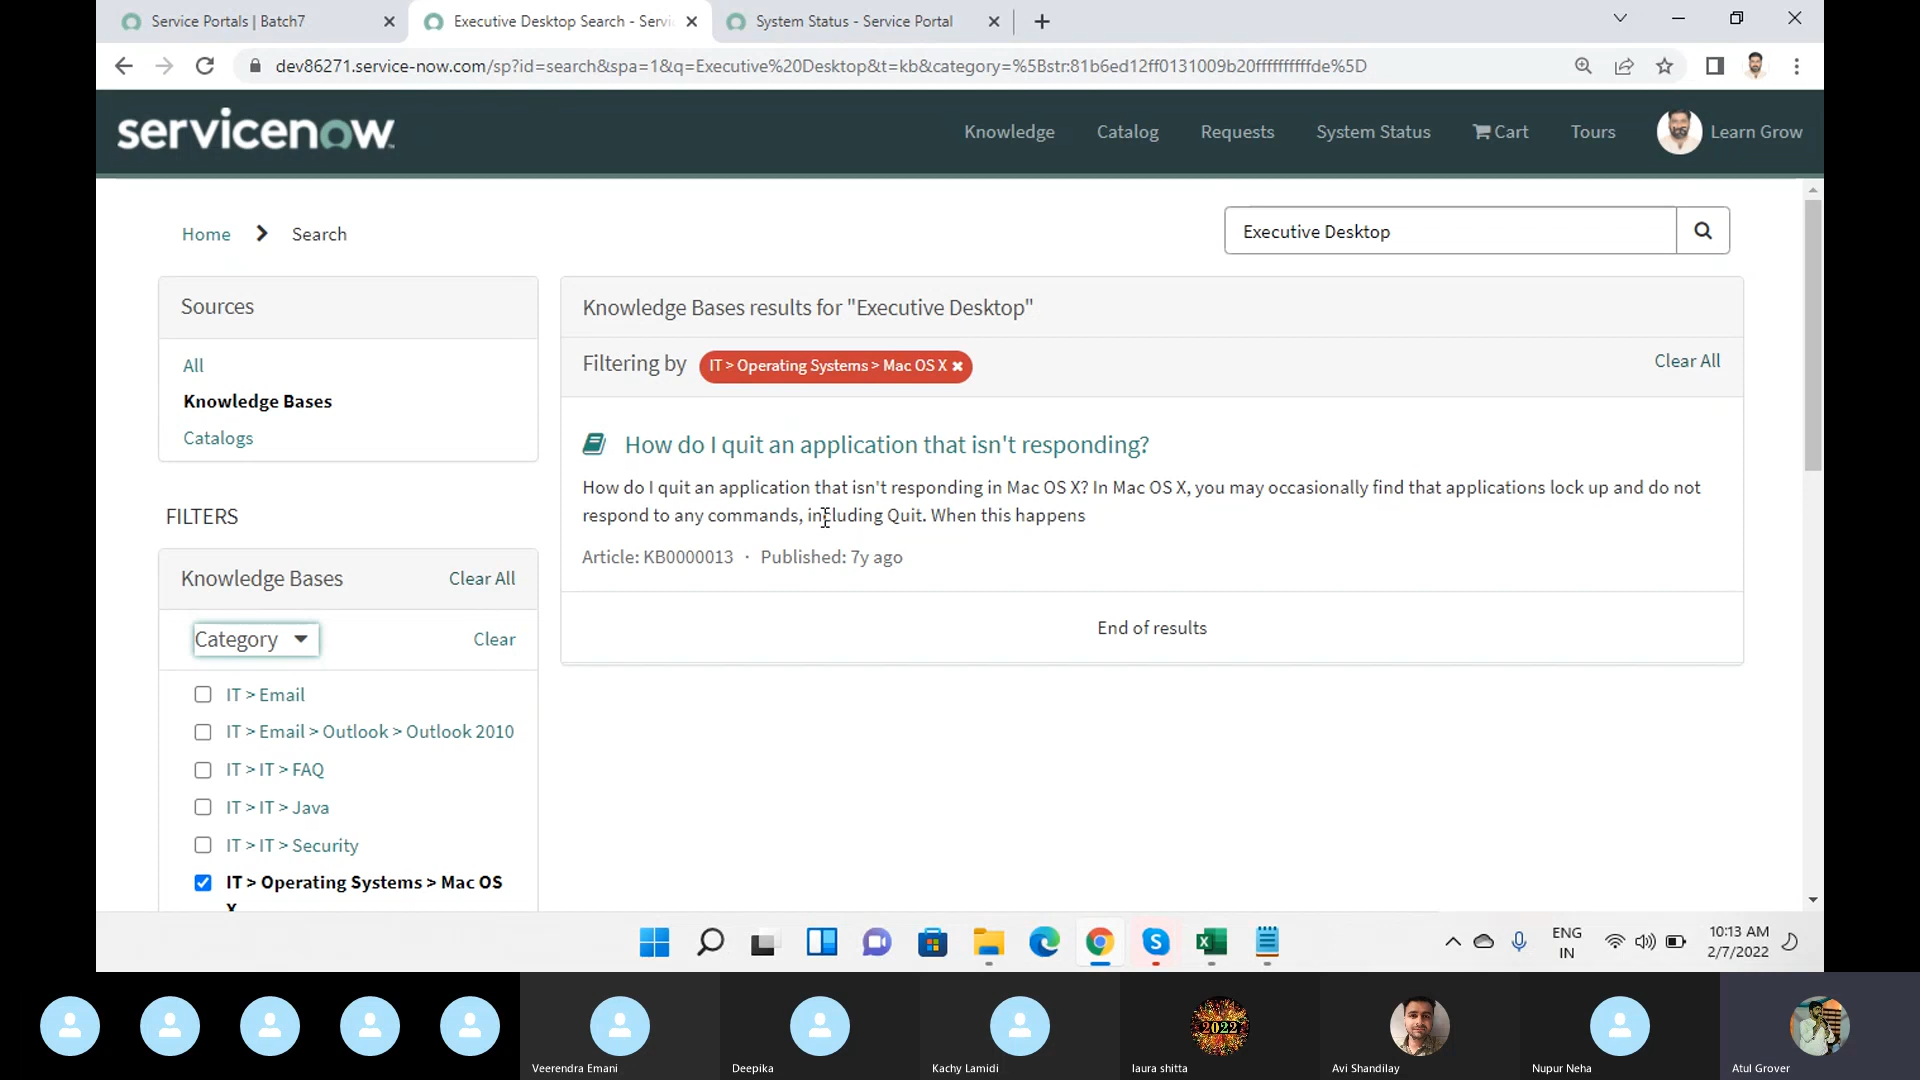 Service Portals | Batch7
Executive Desktop Search - Servi
System Status - Service Portal
dev86271.service-now.com/sp?id=search&spa=1&q=Executive%20Desktop&t=kb&category=%5Bstr:81b6ed12ff0131009b20ffffffffffde%5D
servicenow
Knowledge
Catalog
Requests
System Status
Cart
Tours
Learn Grow
Home
Search
Executive Desktop
Sources
All
Knowledge Bases
Catalogs
FILTERS
Knowledge Bases
Clear All
Category
Clear
IT > Email
IT > Email > Outlook > Outlook 2010
IT > IT > FAQ
IT > IT > Java
IT > IT > Security
IT > Operating Systems > Mac OS
X
Knowledge Bases results for "Executive Desktop"
Filtering by
IT > Operating Systems > Mac OS X
Clear All
How do I quit an application that isn't responding?
How do I quit an application that isn't responding in Mac OS X? In Mac OS X, you may occasionally find that applications lock up and do not
respond to any commands, including Quit. When this happens
Article: KB0000013 · Published: 7y ago
End of results
ENG
IN
10:13 AM
2/7/2022
2022
Veerendra Emani
Deepika
Kachy Lamidi
laura shitta
Avi Shandilay
Nupur Neha
Atul Grover